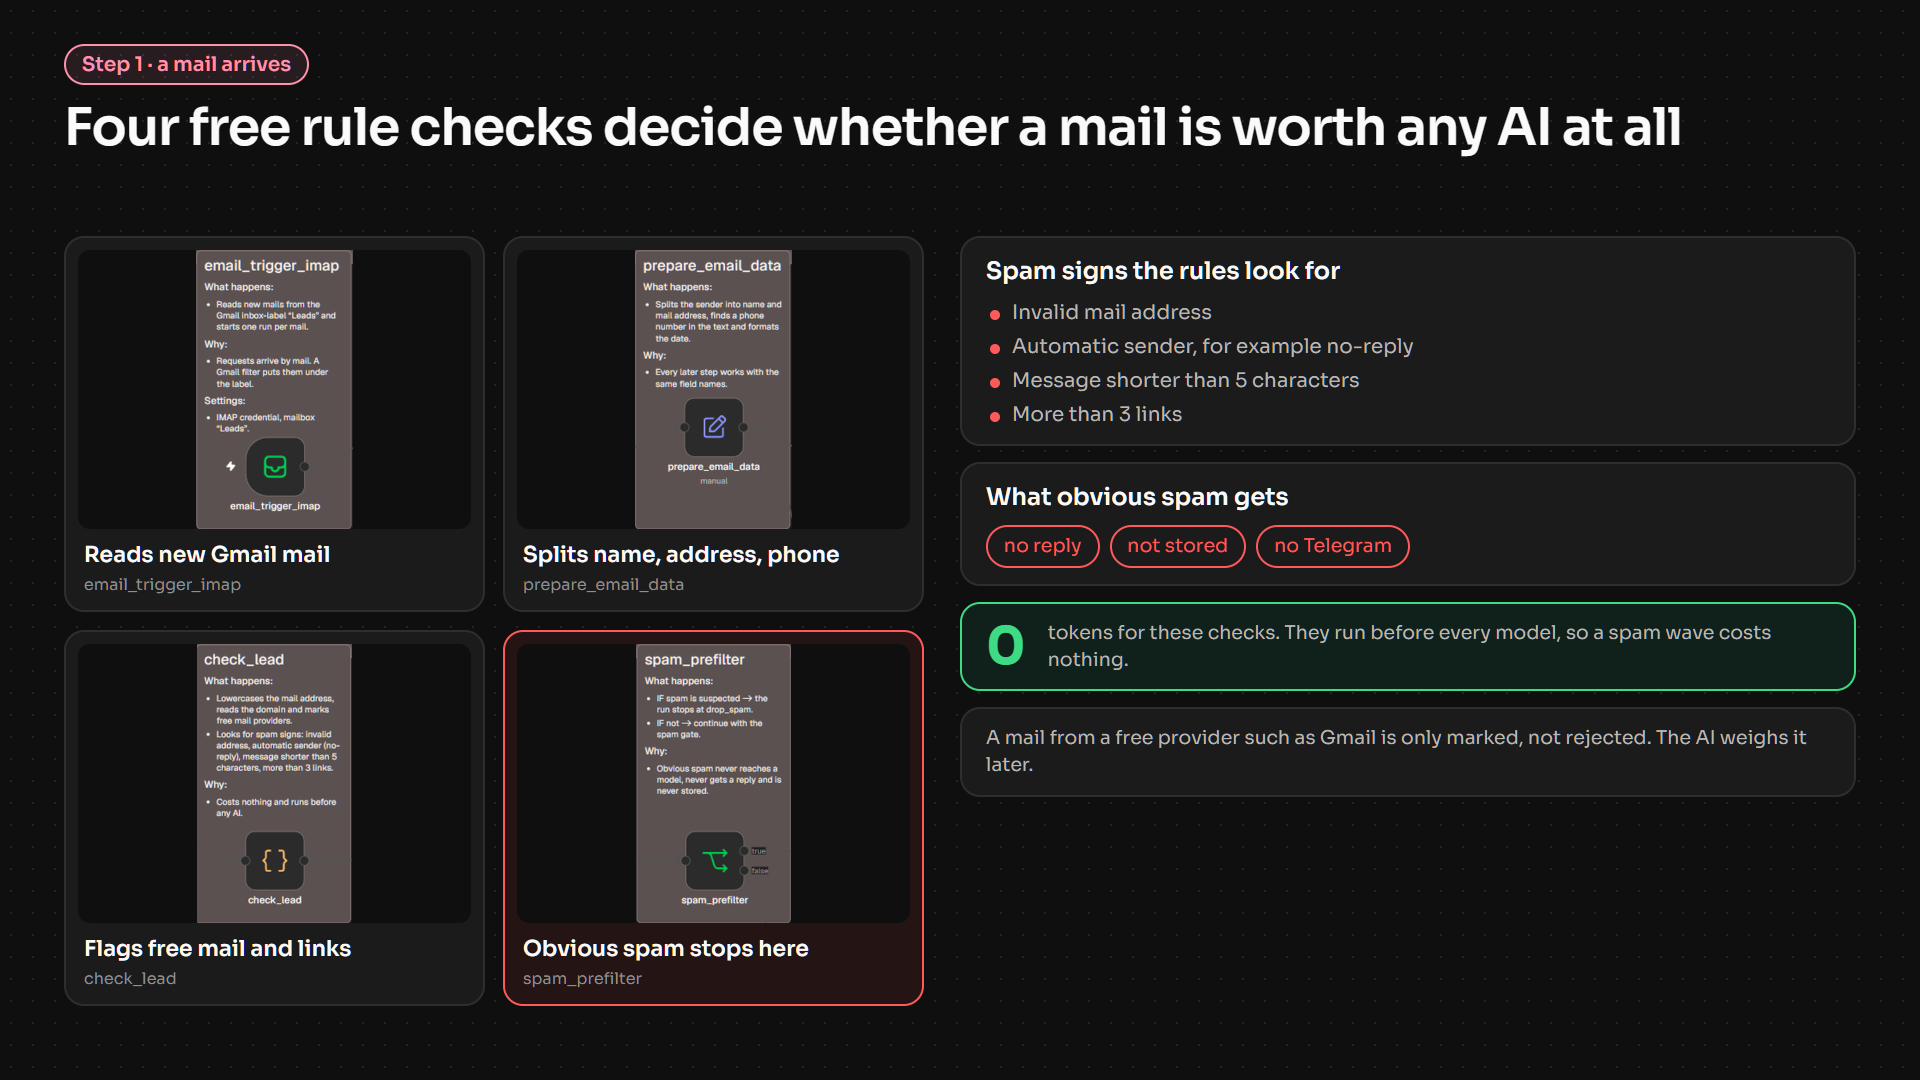 Step 1 · a mail arrives
Four free rule checks decide whether a mail is worth any AI at all
email_trigger_imap
What happens:
• Reads new mails from the
Gmail inbox-label "Leads" and
starts one run per mail.
Why:
• Requests arrive by mail. A
Gmail filter puts them under
the label.
Settings:
• IMAP credential, mailbox
"Leads".
email_trigger_imap
Reads new Gmail mail
email_trigger_imap
prepare_email_data
What happens:
• Splits the sender into name and
mail address, finds a phone
number in the text and formats
the date.
Why:
• Every later step works with the
same field names.
prepare_email_data
manual
Splits name, address, phone
prepare_email_data
check_lead
What happens:
• Lowercases the mail address,
reads the domain and marks
free mail providers.
• Looks for spam signs: invalid
address, automatic sender (no-
reply), message shorter than 5
characters, more than 3 links.
Why:
• Costs nothing and runs before
any AI.
check_lead
Flags free mail and links
check_lead
spam_prefilter
What happens:
• IF spam is suspected → the
run stops at drop_spam.
• IF not → continue with the
spam gate.
Why:
• Obvious spam never reaches a
model, never gets a reply and is
never stored.
true
false
spam_prefilter
Obvious spam stops here
spam_prefilter
Spam signs the rules look for
• Invalid mail address
• Automatic sender, for example no-reply
• Message shorter than 5 characters
• More than 3 links
What obvious spam gets
no reply
not stored
no Telegram
0
tokens for these checks. They run before every model, so a spam wave costs
nothing.
A mail from a free provider such as Gmail is only marked, not rejected. The AI weighs it
later.